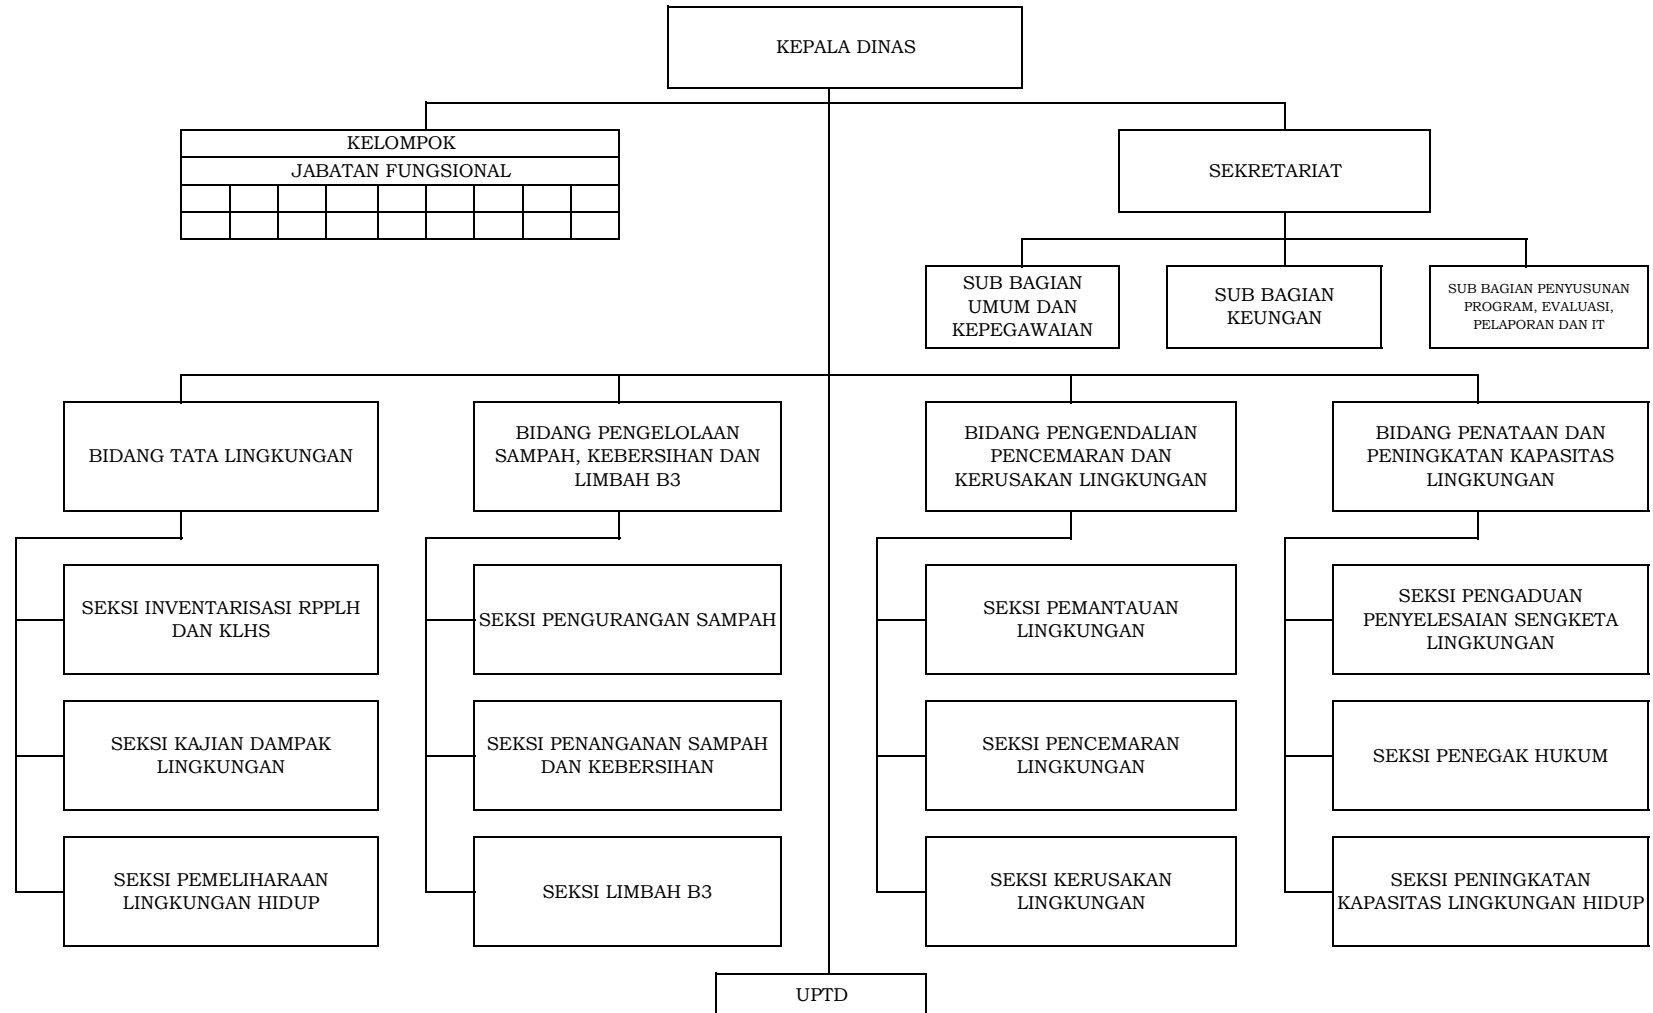 KEPALA DINAS
KELOMPOK
JABATAN FUNGSIONAL
SEKRETARIAT
SUB BAGIAN
UMUM DAN
KEPEGAWAIAN
SUB BAGIAN
KEUNGAN
SUB BAGIAN PENYUSUNAN
PROGRAM, EVALUASI,
PELAPORAN DAN IT
BIDANG TATA LINGKUNGAN
BIDANG PENGELOLAAN
SAMPAH, KEBERSIHAN DAN
LIMBAH B3
BIDANG PENGENDALIAN
PENCEMARAN DAN
KERUSAKAN LINGKUNGAN
BIDANG PENATAAN DAN
PENINGKATAN KAPASITAS
LINGKUNGAN
SEKSI INVENTARISASI RPPLH
DAN KLHS
SEKSI PENGURANGAN SAMPAH
SEKSI PEMANTAUAN
LINGKUNGAN
SEKSI PENGADUAN
PENYELESAIAN SENGKETA
LINGKUNGAN
SEKSI KAJIAN DAMPAK
LINGKUNGAN
SEKSI PENANGANAN SAMPAH
DAN KEBERSIHAN
SEKSI PENCEMARAN
LINGKUNGAN
SEKSI PENEGAK HUKUM
SEKSI PEMELIHARAAN
LINGKUNGAN HIDUP
SEKSI LIMBAH B3
SEKSI KERUSAKAN
LINGKUNGAN
SEKSI PENINGKATAN
KAPASITAS LINGKUNGAN HIDUP
UPTD